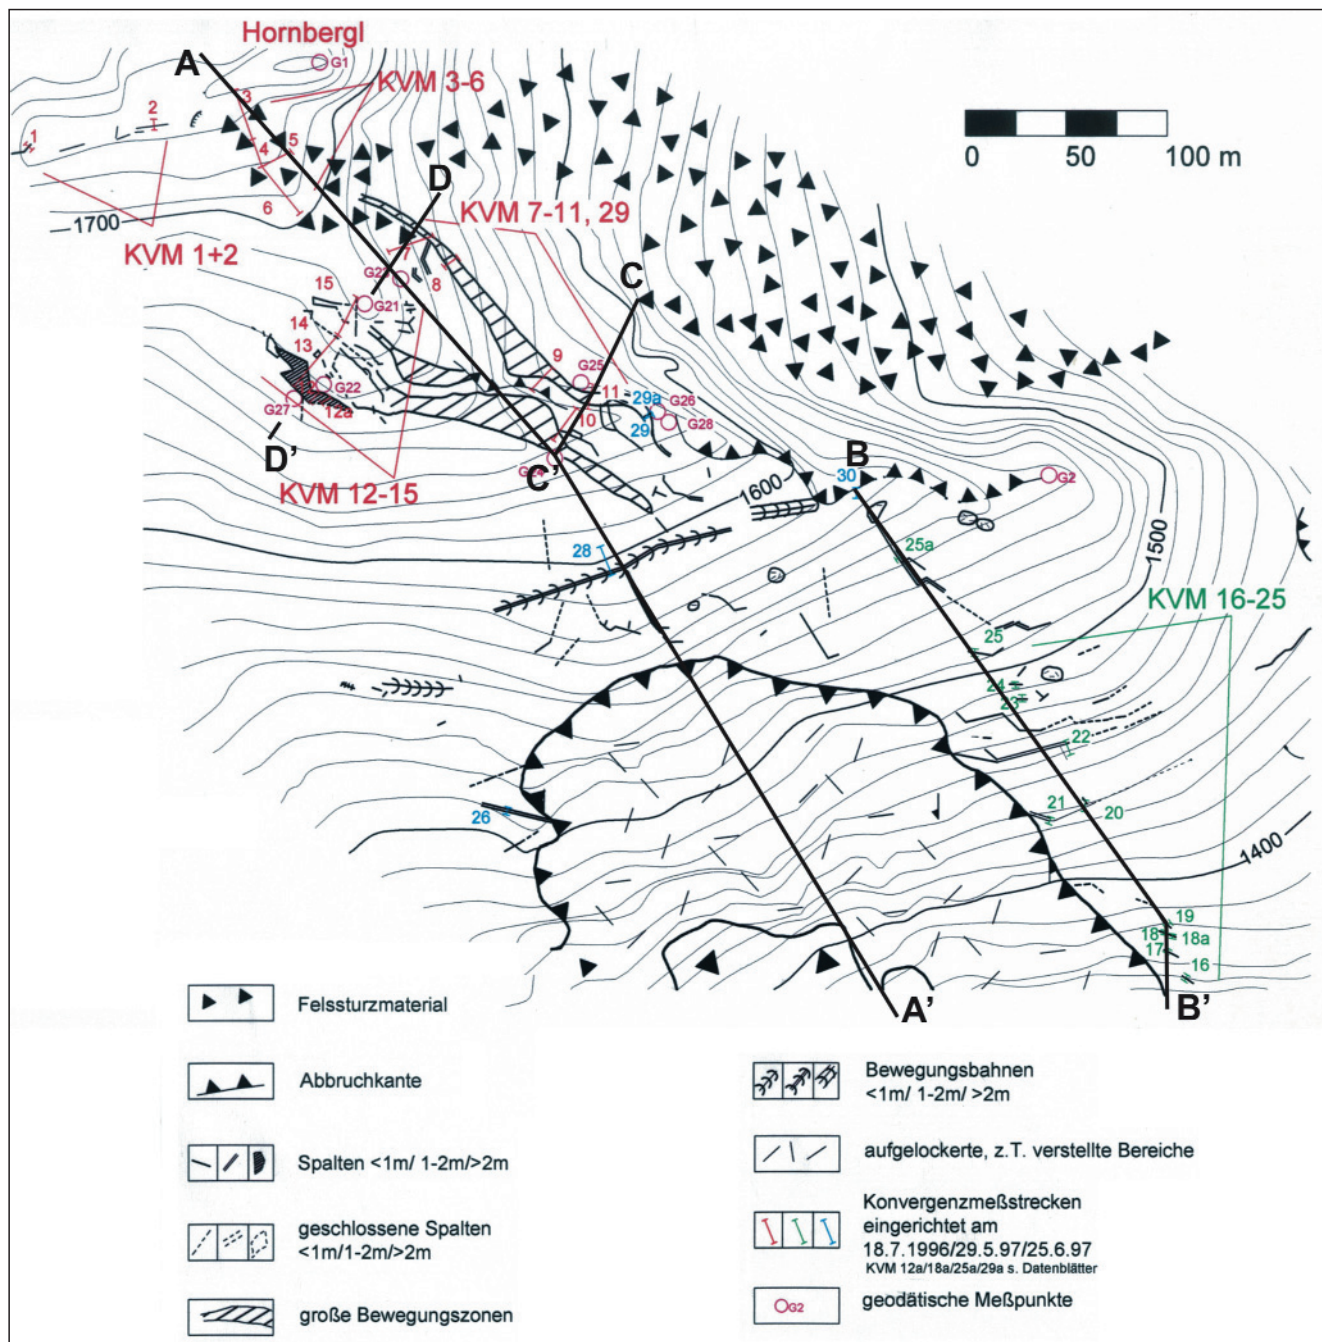 Hornbergl
A
G1
KVM 3-6
3
2
1
4
5
0 50 100 m
D
6
1700
KVM 7-11, 29
KVM 1+2
7
C
8
15
G21
14
13
9
G25
G22
11
29a
G26
G27
12a
10
29
G28
D'
C'
KVM 12-15
B
1600
30
G2
28
25a
1500
KVM 16-25
25
24
23
22
26
21
20
1400
19
18
18a
17
16
A'
B'
Felssturzmaterial
Abbruchkante
Spalten <1m/ 1-2m/>2m
geschlossene Spalten
<1m/1-2m/>2m
große Bewegungszonen
Bewegungsbahnen
<1m/ 1-2m/ >2m
aufgelockerte, z.T. verstellte Bereiche
Konvergenzmeßstrecken
eingerichtet am
18.7.1996/29.5.97/25.6.97
KVM 12a/18a/25a/29a s. Datenblätter
G2
geodätische Meßpunkte